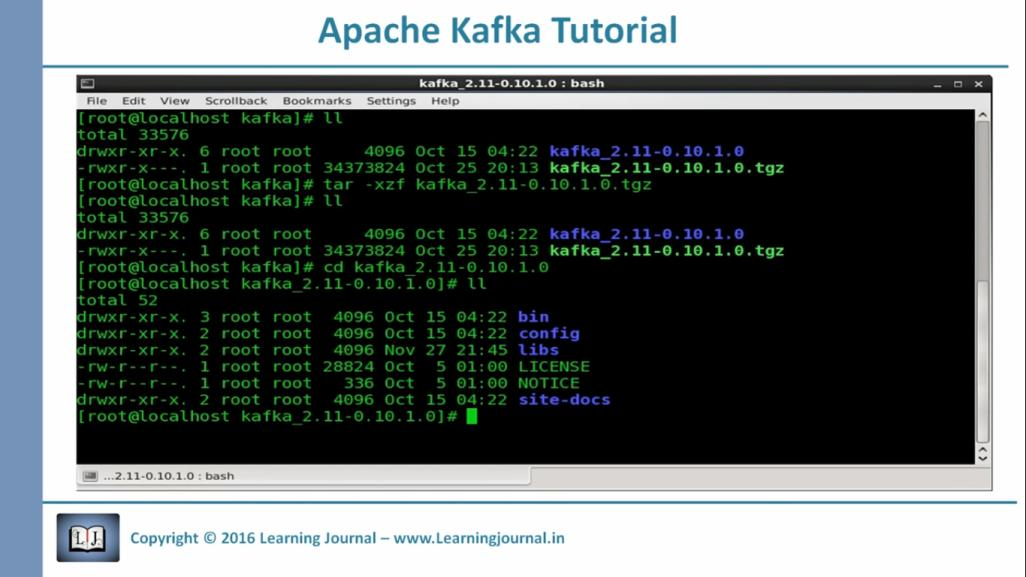 Apache Kafka Tutorial
kafka_2.11-0.10.1.0 : bash
File Edit View Scrollback Bookmarks Settings Help
[root@localhost kafka]# ll
total 33576
drwxr-xr-x. 6 root root     4096 Oct 15 04:22 kafka_2.11-0.10.1.0
-rwxr-x---. 1 root root 34373824 Oct 25 20:13 kafka_2.11-0.10.1.0.tgz
[root@localhost kafka]# tar -xzf kafka_2.11-0.10.1.0.tgz
[root@localhost kafka]# ll
total 33576
drwxr-xr-x. 6 root root     4096 Oct 15 04:22 kafka_2.11-0.10.1.0
-rwxr-x---. 1 root root 34373824 Oct 25 20:13 kafka_2.11-0.10.1.0.tgz
[root@localhost kafka]# cd kafka_2.11-0.10.1.0
[root@localhost kafka_2.11-0.10.1.0]# ll
total 52
drwxr-xr-x. 3 root root  4096 Oct 15 04:22 bin
drwxr-xr-x. 2 root root  4096 Oct 15 04:22 config
drwxr-xr-x. 2 root root  4096 Nov 27 21:45 libs
-rw-r--r--. 1 root root 28824 Oct  5 01:00 LICENSE
-rw-r--r--. 1 root root   336 Oct  5 01:00 NOTICE
drwxr-xr-x. 2 root root  4096 Oct 15 04:22 site-docs
[root@localhost kafka_2.11-0.10.1.0]#
...2.11-0.10.1.0 : bash
LJ
Copyright © 2016 Learning Journal – www.Learningjournal.in